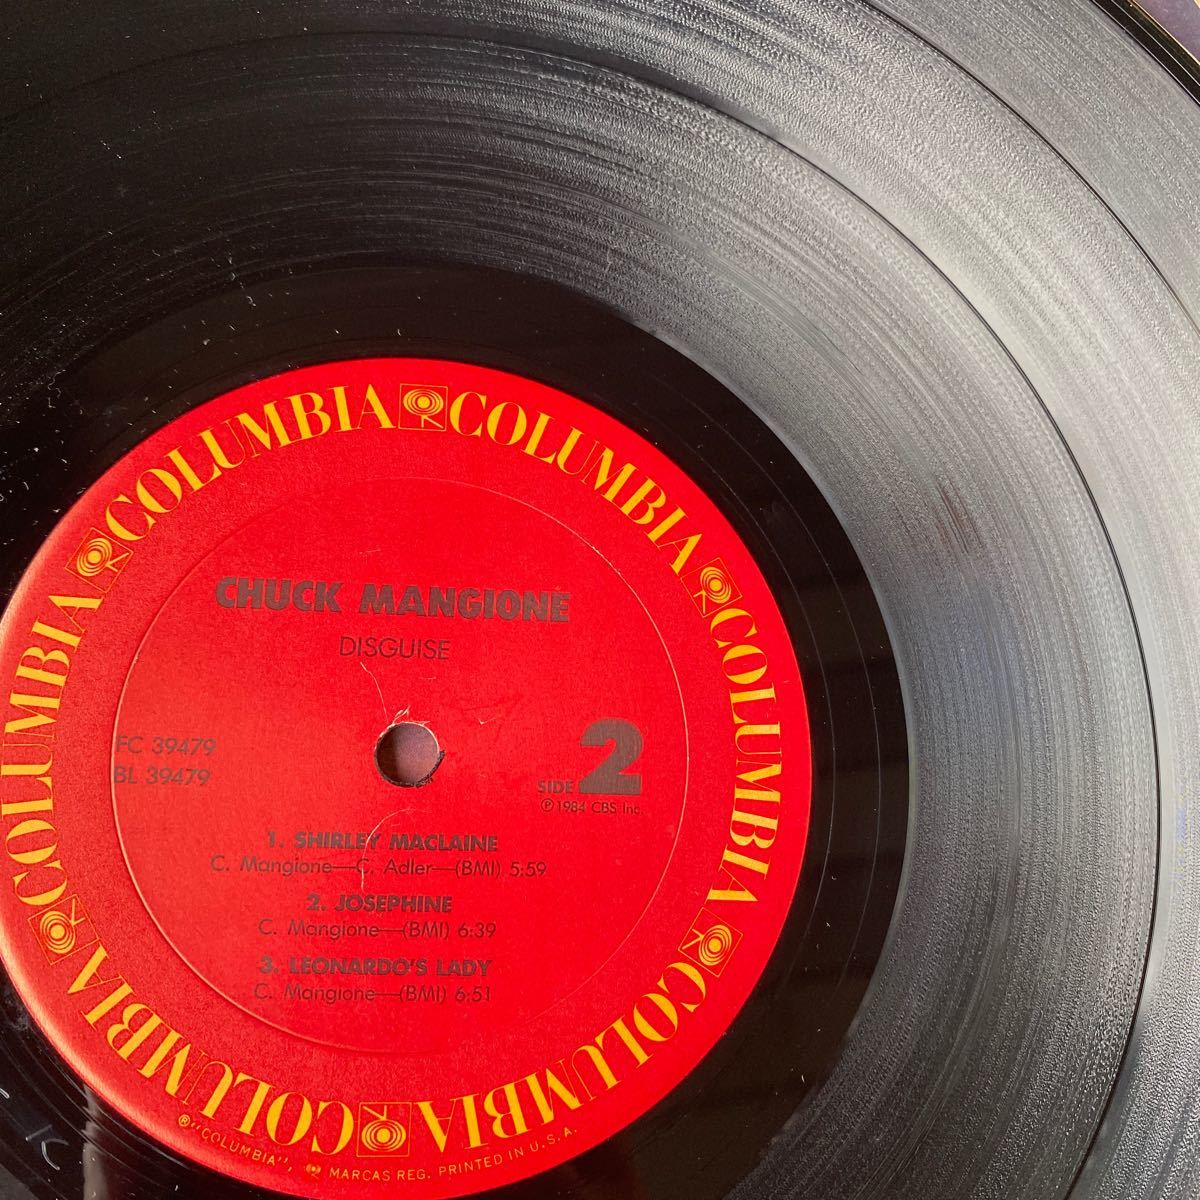 COLUMBIA COLUMBIA COLUMBIA COLUMBIA COLUMBIA COLUMBIA COLUMBIA COLUMBIA
CHUCK MANGIONE
DISGUISE
FC 39479
BL 39479
SIDE 2
℗ 1984 CBS Inc.
1. SHIRLEY MACLAINE
C. Mangione—C. Adler—(BMI) 5:59
2. JOSEPHINE
C. Mangione—(BMI) 6:39
3. LEONARDO'S LADY
C. Mangione—(BMI) 6:51
®"COLUMBIA", MARCAS REG. PRINTED IN U.S.A.